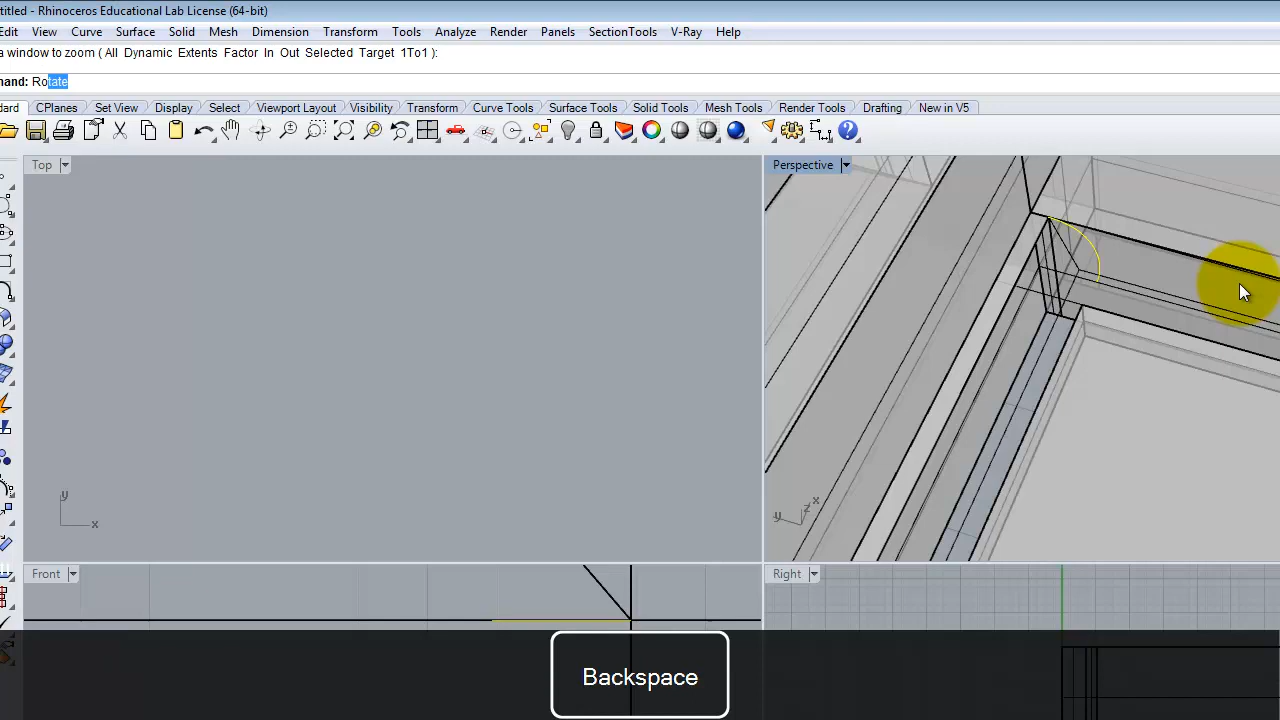 ntitled - Rhinoceros Educational Lab License (64-bit)
Edit View Curve Surface Solid Mesh Dimension Transform Tools Analyze Render Panels SectionTools V-Ray Help
a window to zoom ( All Dynamic Extents Factor In Out Selected Target 1To1 ):
mand: Rotate
dard CPlanes Set View Display Select Viewport Layout Visibility Transform Curve Tools Surface Tools Solid Tools Mesh Tools Render Tools Drafting New in V5
Top
Perspective
y
x
y
z
x
Front
Right
Backspace